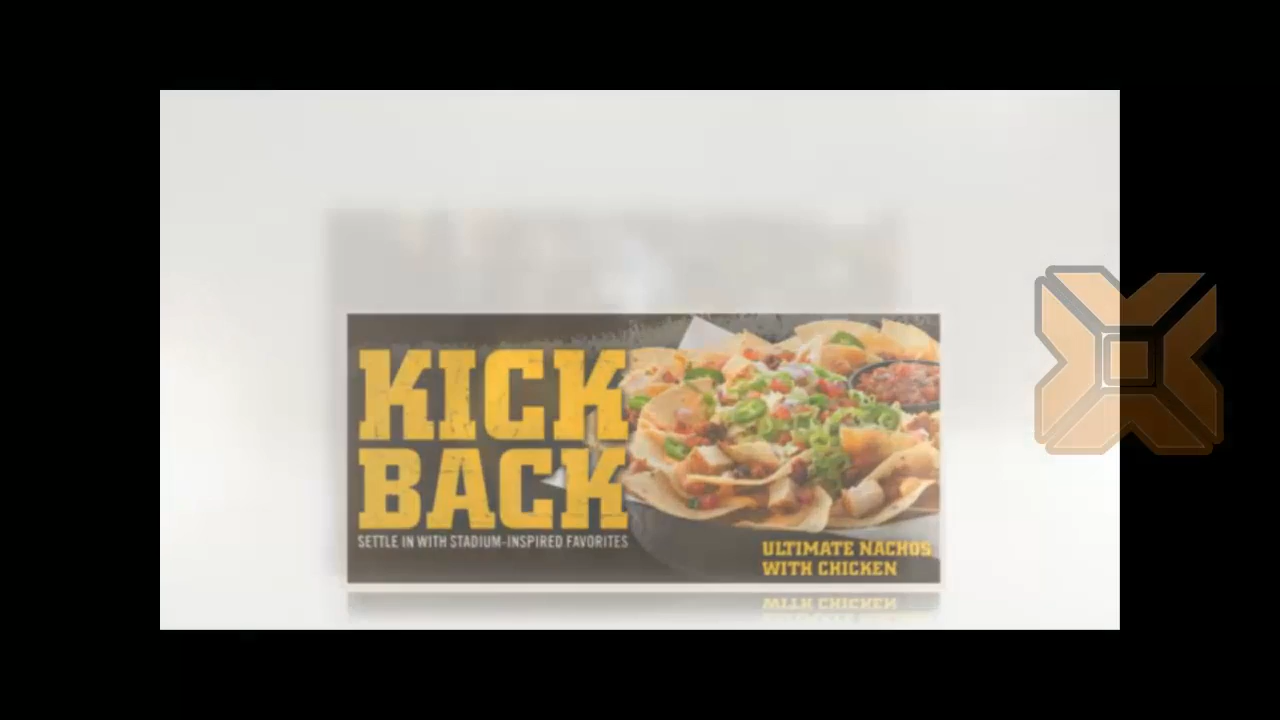 KICK
BACK
SETTLE IN WITH STADIUM-INSPIRED FAVORITES
ULTIMATE NACHOS
WITH CHICKEN